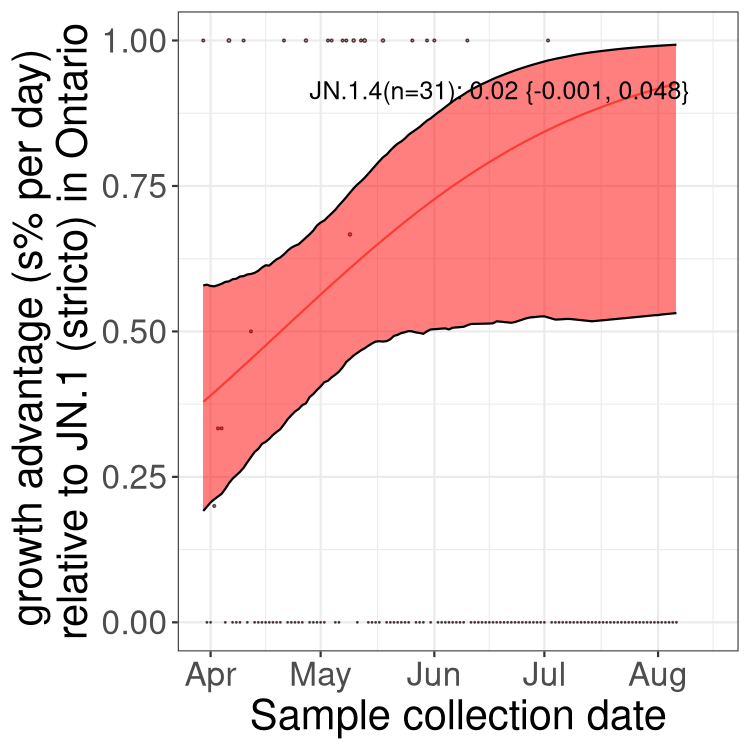 growth advantage (s% per day)
relative to JN.1 (stricto) in Ontario
1.00
0.75
0.50
0.25
0.00
JN.1.4(n=31): 0.02 {-0.001, 0.048}
Apr May Jun Jul Aug
Sample collection date